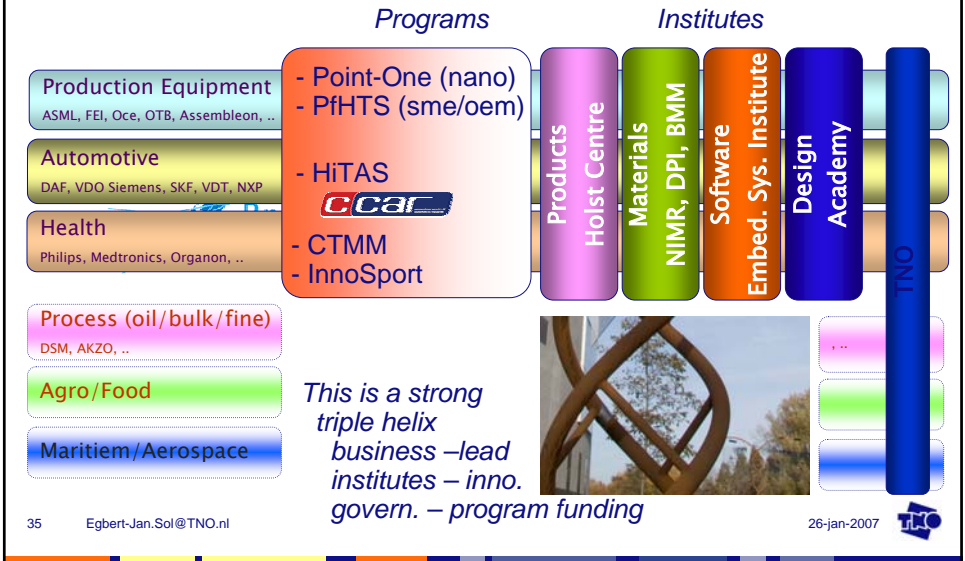 Programs
Institutes
Production Equipment
ASML, FEI, Oce, OTB, Assembleon, ..
Automotive
DAF, VDO Siemens, SKF, VDT, NXP
Health
Philips, Medtronics, Organon, ..
- Point-One (nano)
- PfHTS (sme/oem)
- HiTAS
ccar
- CTMM
- InnoSport
Products
Holst Centre
Materials
NIMR, DPI, BMM
Software
Embed. Sys. Institute
Design
Academy
TNO
Process (oil/bulk/fine)
DSM, AKZO, ..
, ..
Agro/Food
Maritiem/Aerospace
This is a strong
triple helix
business –lead
institutes – inno.
govern. – program funding
35
Egbert-Jan.Sol@TNO.nl
26-jan-2007
TNO